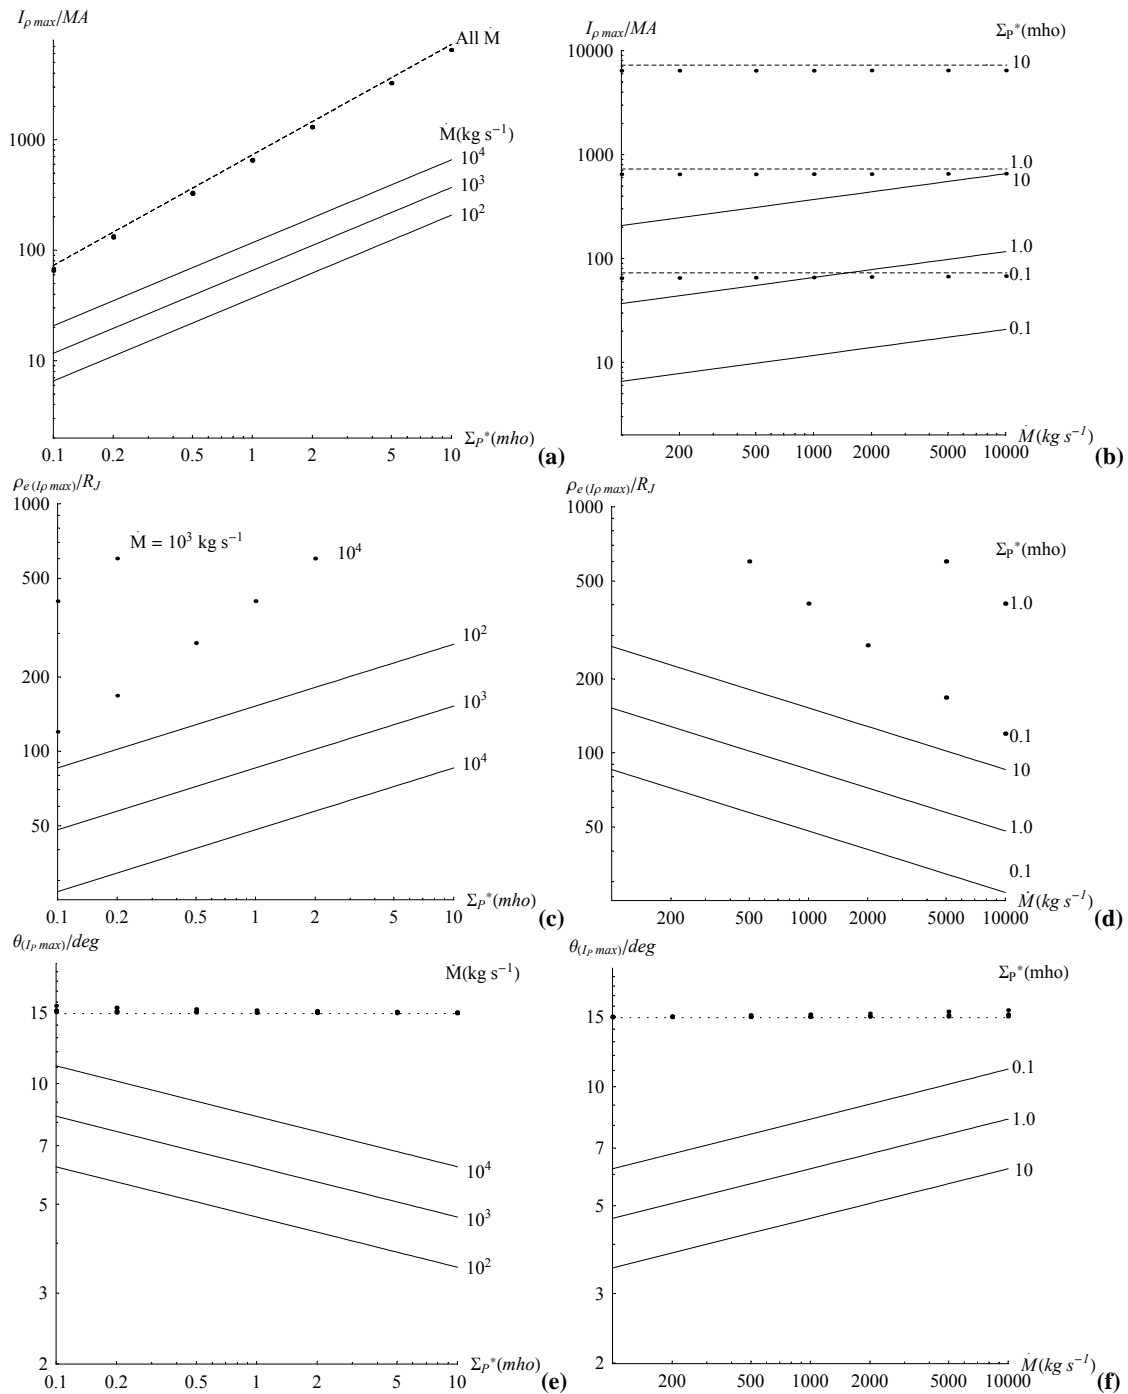 I_{ρ max}/MA
All Ṁ
Ṁ(kg s⁻¹)
10⁴
10³
10²
1000
100
10
0.1 0.2 0.5 1 2 5 10
Σ_P*(mho)
(a)
I_{ρ max}/MA
Σ_P*(mho)
10000
10
1000
1.0
10
1.0
100
0.1
0.1
10
200 500 1000 2000 5000 10000
Ṁ(kg s⁻¹)
(b)
ρ_{e (Iρ max)}/R_J
1000
Ṁ = 10³ kg s⁻¹
10⁴
500
10²
200
10³
100
10⁴
50
Σ_P*(mho)
0.1 0.2 0.5 1 2 5 10
(c)
ρ_{e (Iρ max)}/R_J
1000
Σ_P*(mho)
500
1.0
200
0.1
100
10
1.0
50
0.1
Ṁ(kg s⁻¹)
200 500 1000 2000 5000 10000
(d)
θ_{(I_P max)}/deg
Ṁ(kg s⁻¹)
15
10
7
10⁴
5
10³
10²
3
2
0.1 0.2 0.5 1 2 5 10
Σ_P*(mho)
(e)
θ_{(I_P max)}/deg
Σ_P*(mho)
15
0.1
10
1.0
7
10
5
3
2
200 500 1000 2000 5000 10000
Ṁ(kg s⁻¹)
(f)